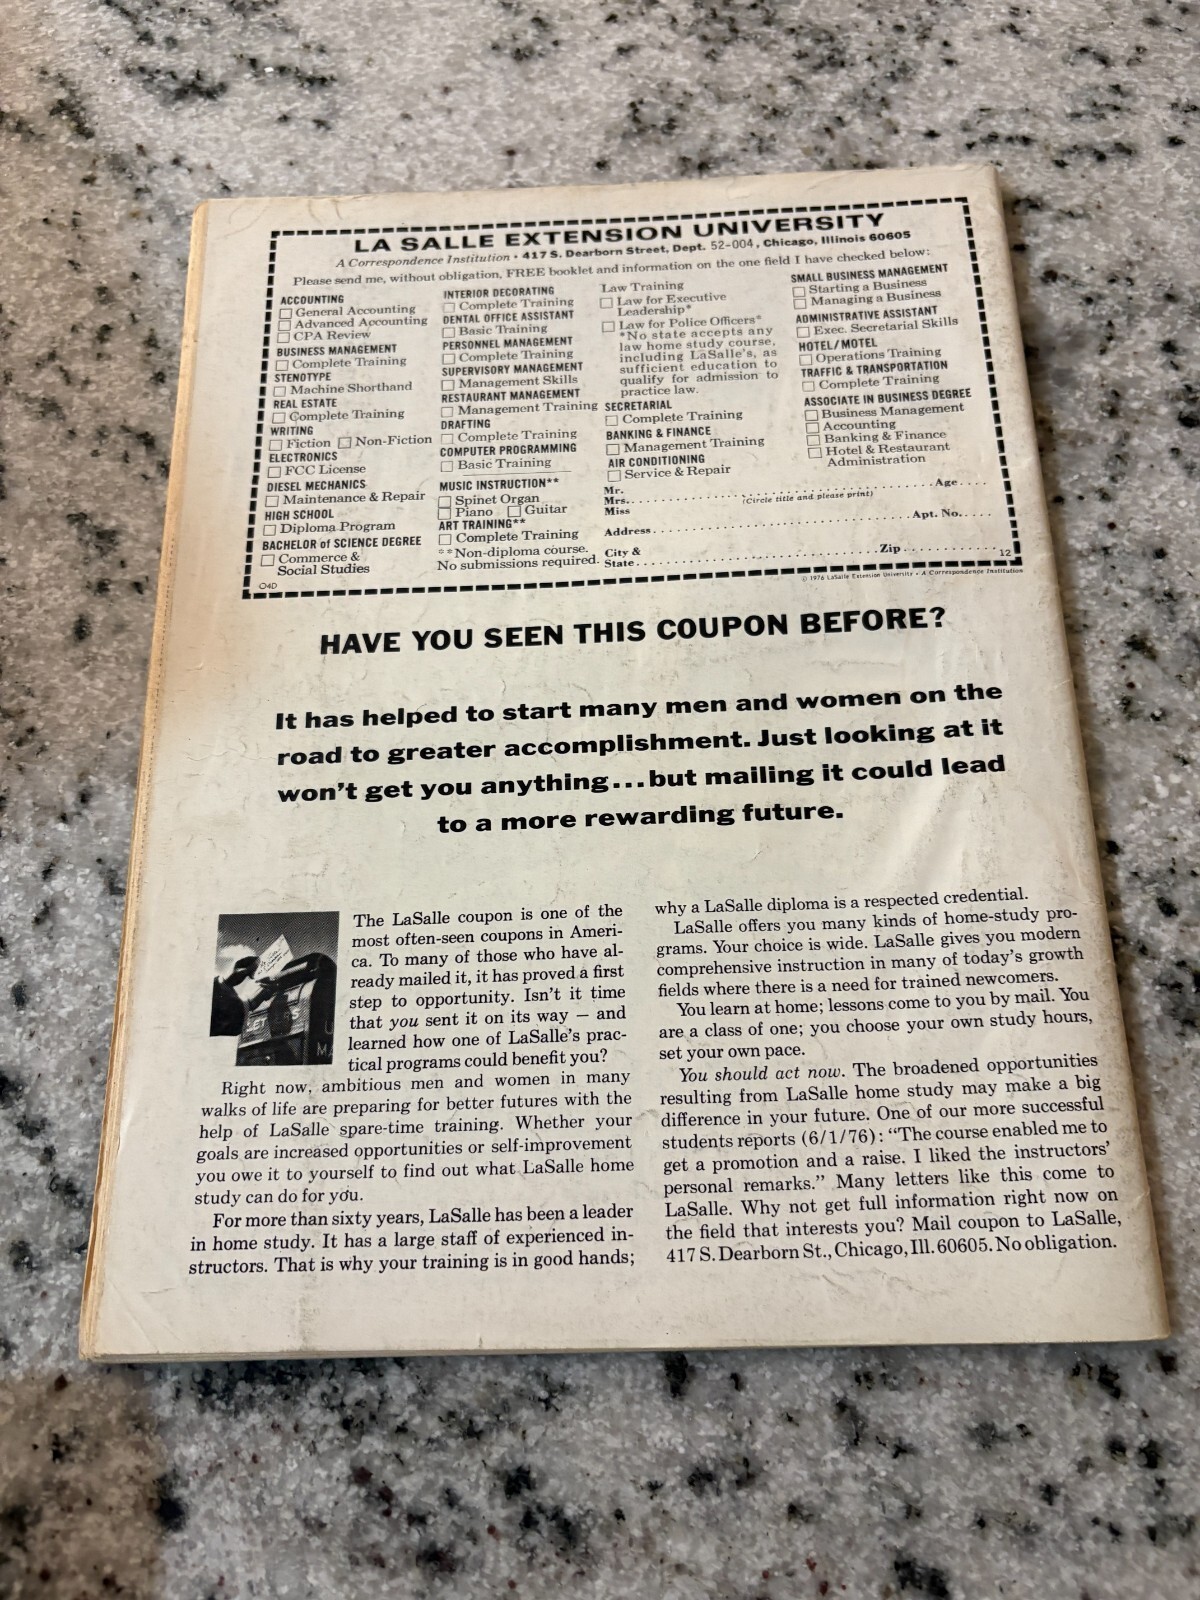 LA SALLE EXTENSION UNIVERSITY
A Correspondence Institution • 417 S. Dearborn Street, Dept. 52-004, Chicago, Illinois 60605
Please send me, without obligation, FREE booklet and information on the one field I have checked below:
ACCOUNTING
General Accounting
Advanced Accounting
CPA Review
BUSINESS MANAGEMENT
Complete Training
STENOTYPE
Machine Shorthand
REAL ESTATE
Complete Training
WRITING
Fiction Non-Fiction
ELECTRONICS
FCC License
DIESEL MECHANICS
Maintenance & Repair
HIGH SCHOOL
Diploma Program
BACHELOR of SCIENCE DEGREE
Commerce &
Social Studies
O4D
INTERIOR DECORATING
Complete Training
DENTAL OFFICE ASSISTANT
Basic Training
PERSONNEL MANAGEMENT
Complete Training
SUPERVISORY MANAGEMENT
Management Skills
RESTAURANT MANAGEMENT
Management Training
DRAFTING
Complete Training
COMPUTER PROGRAMMING
Basic Training
MUSIC INSTRUCTION**
Spinet Organ
Piano Guitar
ART TRAINING**
Complete Training
**Non-diploma course.
No submissions required.
Law Training
Law for Executive
Leadership*
Law for Police Officers*
*No state accepts any
law home study course,
including LaSalle's, as
sufficient education to
qualify for admission to
practice law.
SECRETARIAL
Complete Training
BANKING & FINANCE
Management Training
AIR CONDITIONING
Service & Repair
SMALL BUSINESS MANAGEMENT
Starting a Business
Managing a Business
ADMINISTRATIVE ASSISTANT
Exec. Secretarial Skills
HOTEL/MOTEL
Operations Training
TRAFFIC & TRANSPORTATION
Complete Training
ASSOCIATE IN BUSINESS DEGREE
Business Management
Accounting
Banking & Finance
Hotel & Restaurant
Administration
Mr.
Mrs. Age
Miss (Circle title and please print)
Address Apt. No.
City &
State Zip 12
© 1976 LaSalle Extension University • A Correspondence Institution
HAVE YOU SEEN THIS COUPON BEFORE?
It has helped to start many men and women on the
road to greater accomplishment. Just looking at it
won't get you anything...but mailing it could lead
to a more rewarding future.
The LaSalle coupon is one of the
most often-seen coupons in Ameri-
ca. To many of those who have al-
ready mailed it, it has proved a first
step to opportunity. Isn't it time
that you sent it on its way — and
learned how one of LaSalle's prac-
tical programs could benefit you?
Right now, ambitious men and women in many
walks of life are preparing for better futures with the
help of LaSalle spare-time training. Whether your
goals are increased opportunities or self-improvement
you owe it to yourself to find out what LaSalle home
study can do for you.
For more than sixty years, LaSalle has been a leader
in home study. It has a large staff of experienced in-
structors. That is why your training is in good hands;
why a LaSalle diploma is a respected credential.
LaSalle offers you many kinds of home-study pro-
grams. Your choice is wide. LaSalle gives you modern
comprehensive instruction in many of today's growth
fields where there is a need for trained newcomers.
You learn at home; lessons come to you by mail. You
are a class of one; you choose your own study hours,
set your own pace.
You should act now. The broadened opportunities
resulting from LaSalle home study may make a big
difference in your future. One of our more successful
students reports (6/1/76): "The course enabled me to
get a promotion and a raise. I liked the instructors'
personal remarks." Many letters like this come to
LaSalle. Why not get full information right now on
the field that interests you? Mail coupon to LaSalle,
417 S. Dearborn St., Chicago, Ill. 60605. No obligation.